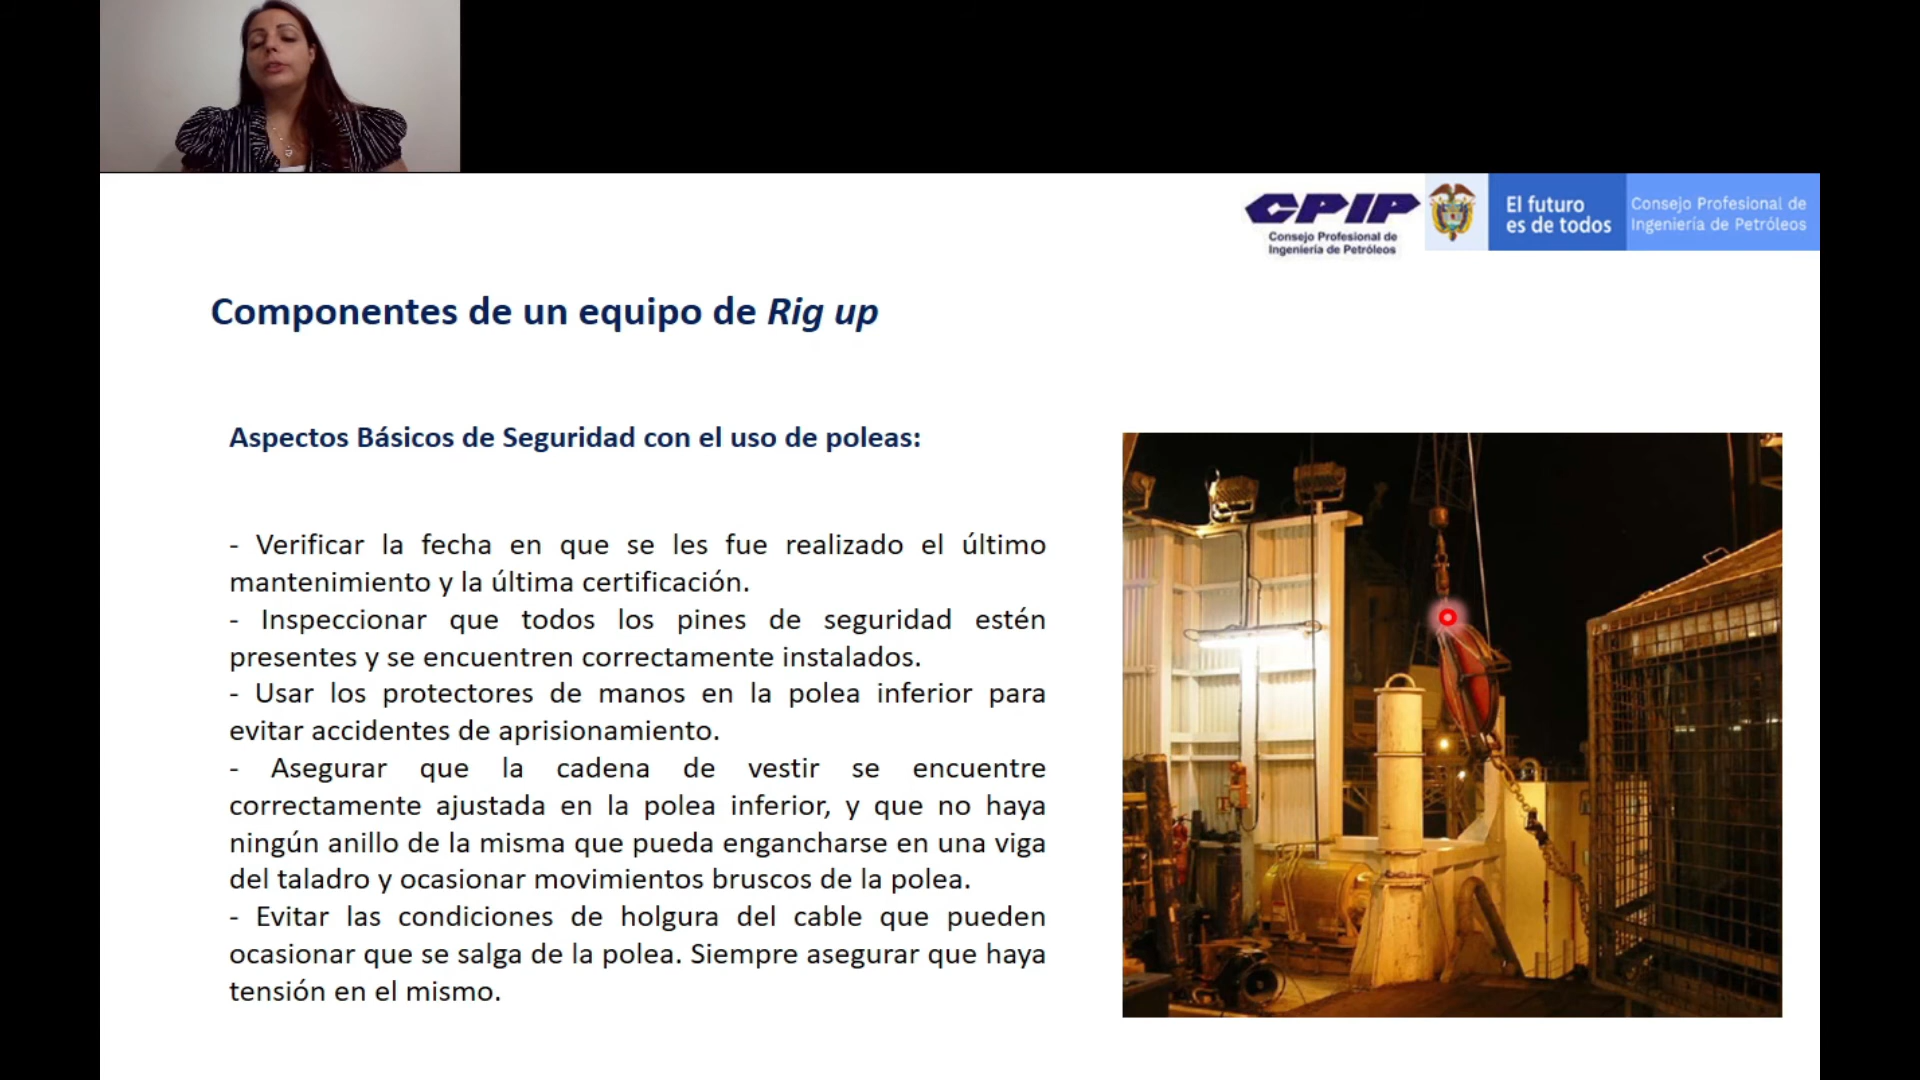 CPIP
Consejo Profesional de
Ingeniería de Petróleos
El futuro
es de todos
Consejo Profesional de
Ingeniería de Petróleos
Componentes de un equipo de Rig up
Aspectos Básicos de Seguridad con el uso de poleas:
- Verificar la fecha en que se les fue realizado el último
mantenimiento y la última certificación.
- Inspeccionar que todos los pines de seguridad estén
presentes y se encuentren correctamente instalados.
- Usar los protectores de manos en la polea inferior para
evitar accidentes de aprisionamiento.
- Asegurar que la cadena de vestir se encuentre
correctamente ajustada en la polea inferior, y que no haya
ningún anillo de la misma que pueda engancharse en una viga
del taladro y ocasionar movimientos bruscos de la polea.
- Evitar las condiciones de holgura del cable que pueden
ocasionar que se salga de la polea. Siempre asegurar que haya
tensión en el mismo.